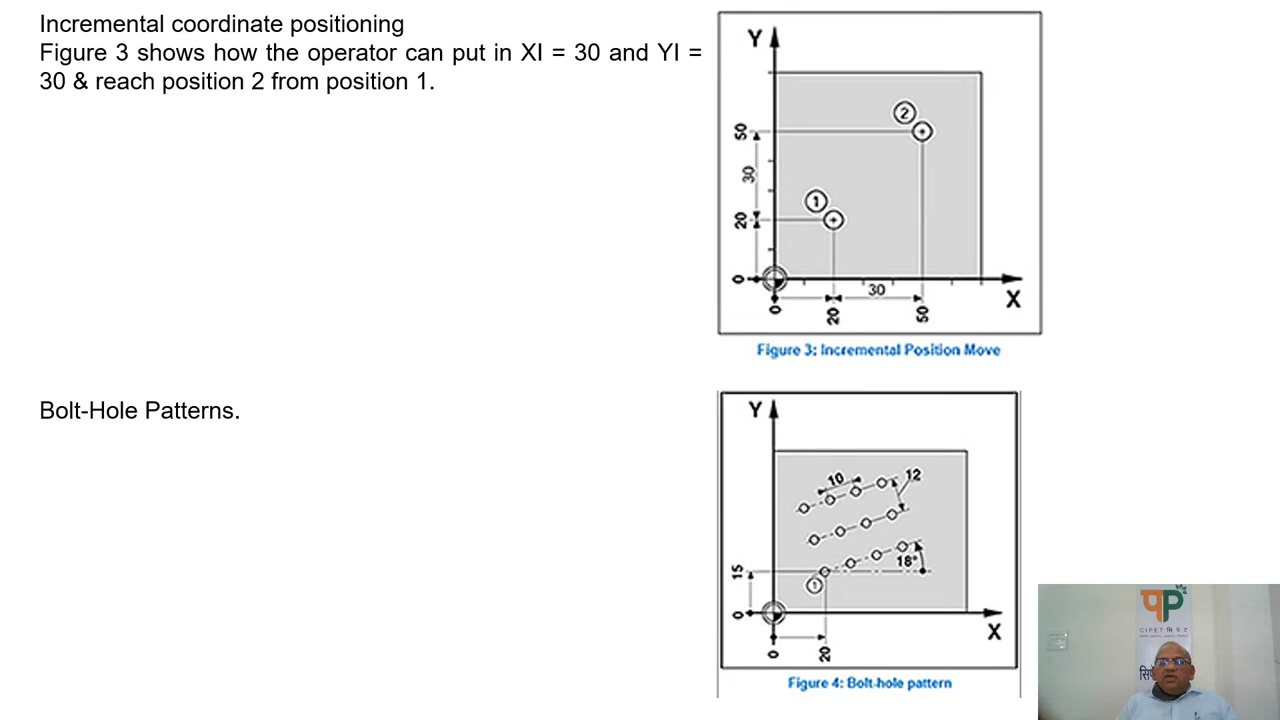 Incremental coordinate positioning
Figure 3 shows how the operator can put in XI = 30 and YI =
30 & reach position 2 from position 1.
Y
50
2
30
1
20
0
30
X
0
20
50
Figure 3: Incremental Position Move
Bolt-Hole Patterns.
Y
10
12
18°
15
1
0
X
0
20
Figure 4: Bolt-hole pattern
CIPET सिपेट